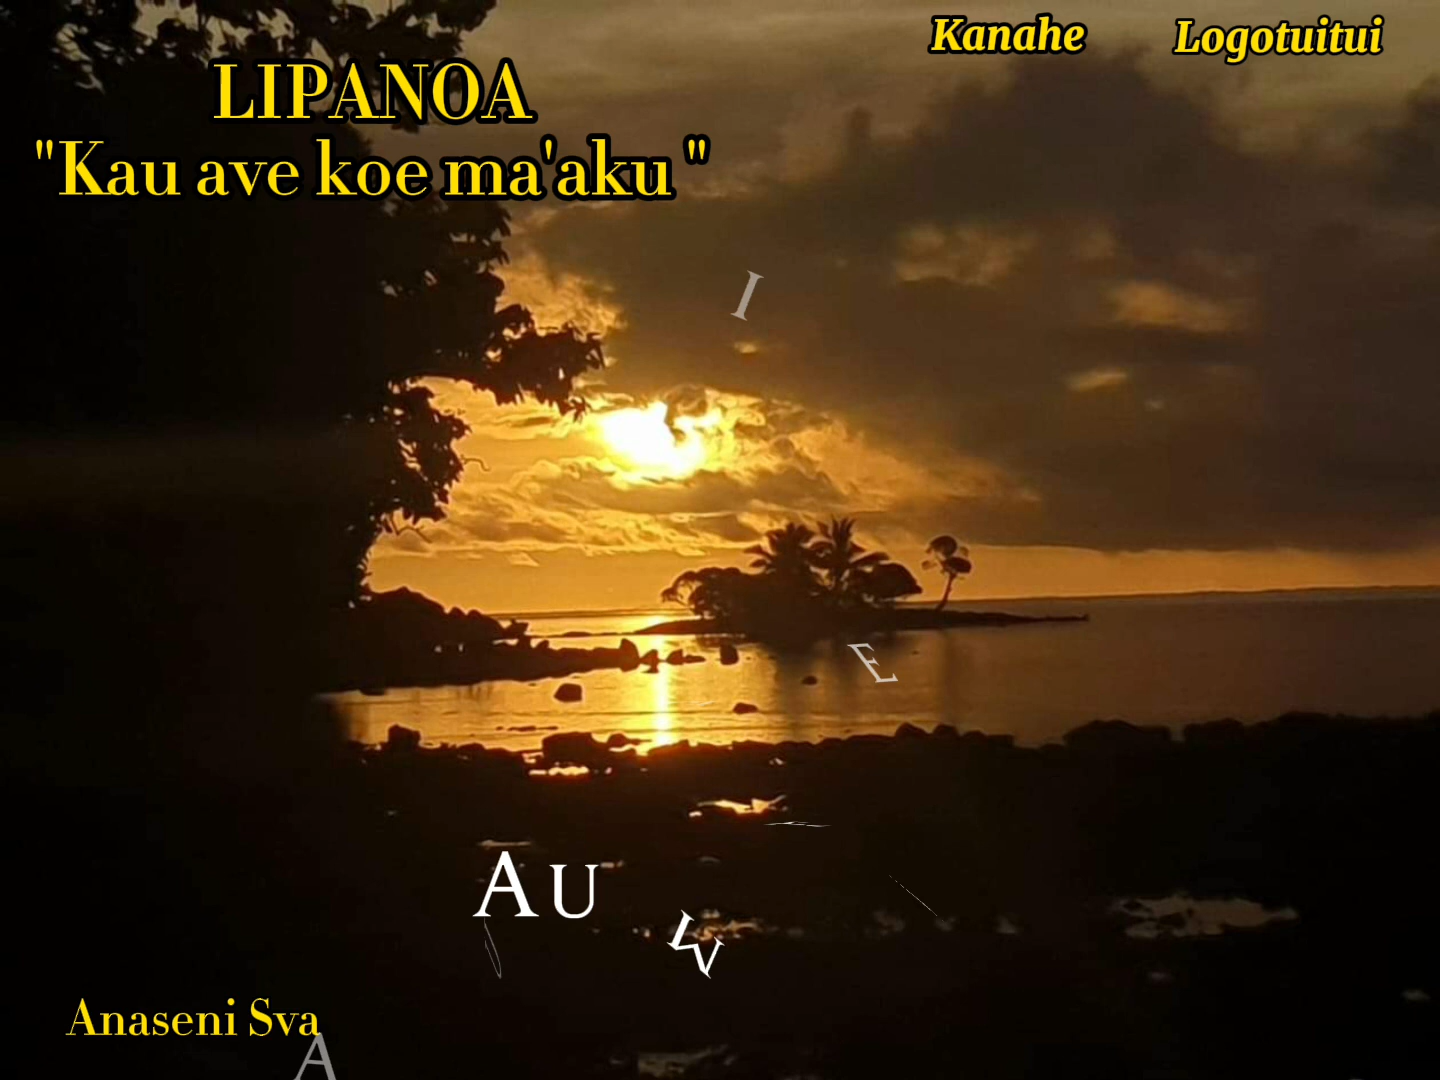 Kanahe Logotuitui
LIPANOA
"Kau ave koe ma'aku "
I
E
AU
M
Anaseni Sva
A